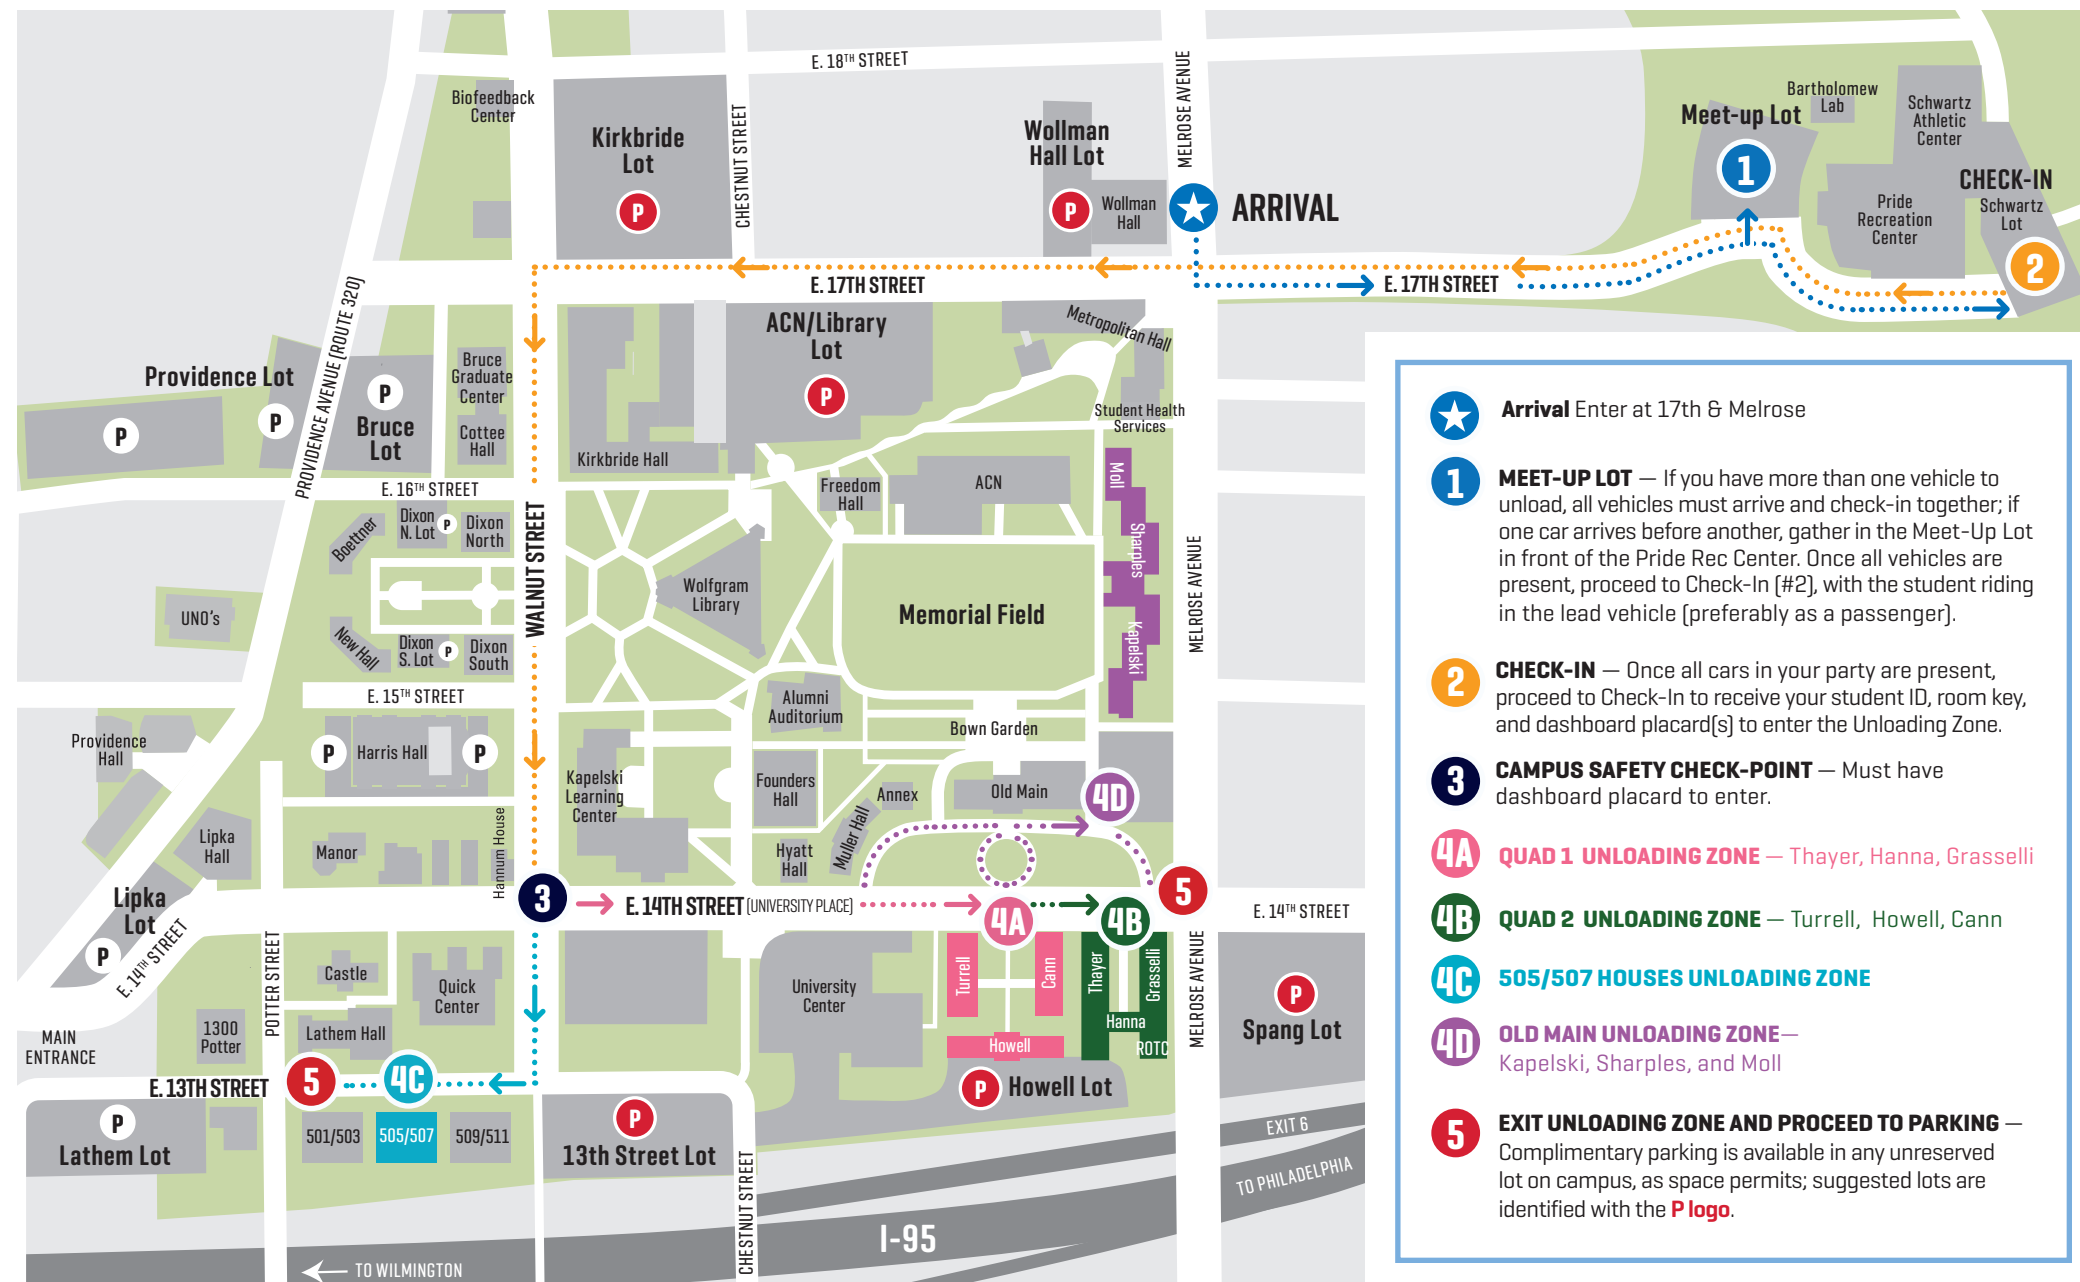 E. 18TH STREET
MELROSE AVENUE
Biofeedback
Center
Kirkbride
Lot
P
CHESTNUT STREET
Wollman
Hall Lot
P
Wollman
Hall
ARRIVAL
Meet-up Lot
1
Bartholomew
Lab
Schwartz
Athletic
Center
CHECK-IN
Schwartz
Lot
2
Pride
Recreation
Center
E. 17TH STREET
E. 17TH STREET
PROVIDENCE AVENUE (ROUTE 320)
Providence Lot
P
P
P
Bruce
Lot
Bruce
Graduate
Center
Cottee
Hall
ACN/Library
Lot
P
Kirkbride Hall
Metropolitan Hall
Student Health
Services
E. 16TH STREET
Boettner
Dixon
N. Lot
P
Dixon
North
WALNUT STREET
Freedom
Hall
ACN
Moll
Sharples
Kapelski
MELROSE AVENUE
Wolfgram
Library
Memorial Field
UNO's
New Hall
Dixon
S. Lot
P
Dixon
South
E. 15TH STREET
Alumni
Auditorium
Bown Garden
Providence
Hall
P
Harris Hall
P
Kapelski
Learning
Center
Founders
Hall
Annex
Old Main
4D
Muller Hall
Hyatt
Hall
Lipka
Hall
Manor
Hannum House
Lipka
Lot
P
E. 14TH STREET
3
E. 14TH STREET (UNIVERSITY PLACE)
4A
4B
5
E. 14TH STREET
POTTER STREET
Castle
Quick
Center
University
Center
Turrell
Cann
Thayer
Grasselli
Hanna
ROTC
Howell
MELROSE AVENUE
P
Spang Lot
MAIN
ENTRANCE
1300
Potter
Lathem Hall
E. 13TH STREET
5
4C
P
Howell Lot
P
Lathem Lot
501/503
505/507
509/511
P
13th Street Lot
CHESTNUT STREET
EXIT 6
TO PHILADELPHIA
I-95
TO WILMINGTON
Arrival Enter at 17th & Melrose
1
MEET-UP LOT — If you have more than one vehicle to
unload, all vehicles must arrive and check-in together; if
one car arrives before another, gather in the Meet-Up Lot
in front of the Pride Rec Center. Once all vehicles are
present, proceed to Check-In (#2), with the student riding
in the lead vehicle (preferably as a passenger).
2
CHECK-IN — Once all cars in your party are present,
proceed to Check-In to receive your student ID, room key,
and dashboard placard(s) to enter the Unloading Zone.
3
CAMPUS SAFETY CHECK-POINT — Must have
dashboard placard to enter.
4A
QUAD 1 UNLOADING ZONE — Thayer, Hanna, Grasselli
4B
QUAD 2 UNLOADING ZONE — Turrell, Howell, Cann
4C
505/507 HOUSES UNLOADING ZONE
4D
OLD MAIN UNLOADING ZONE—
Kapelski, Sharples, and Moll
5
EXIT UNLOADING ZONE AND PROCEED TO PARKING —
Complimentary parking is available in any unreserved
lot on campus, as space permits; suggested lots are
identified with the P logo.